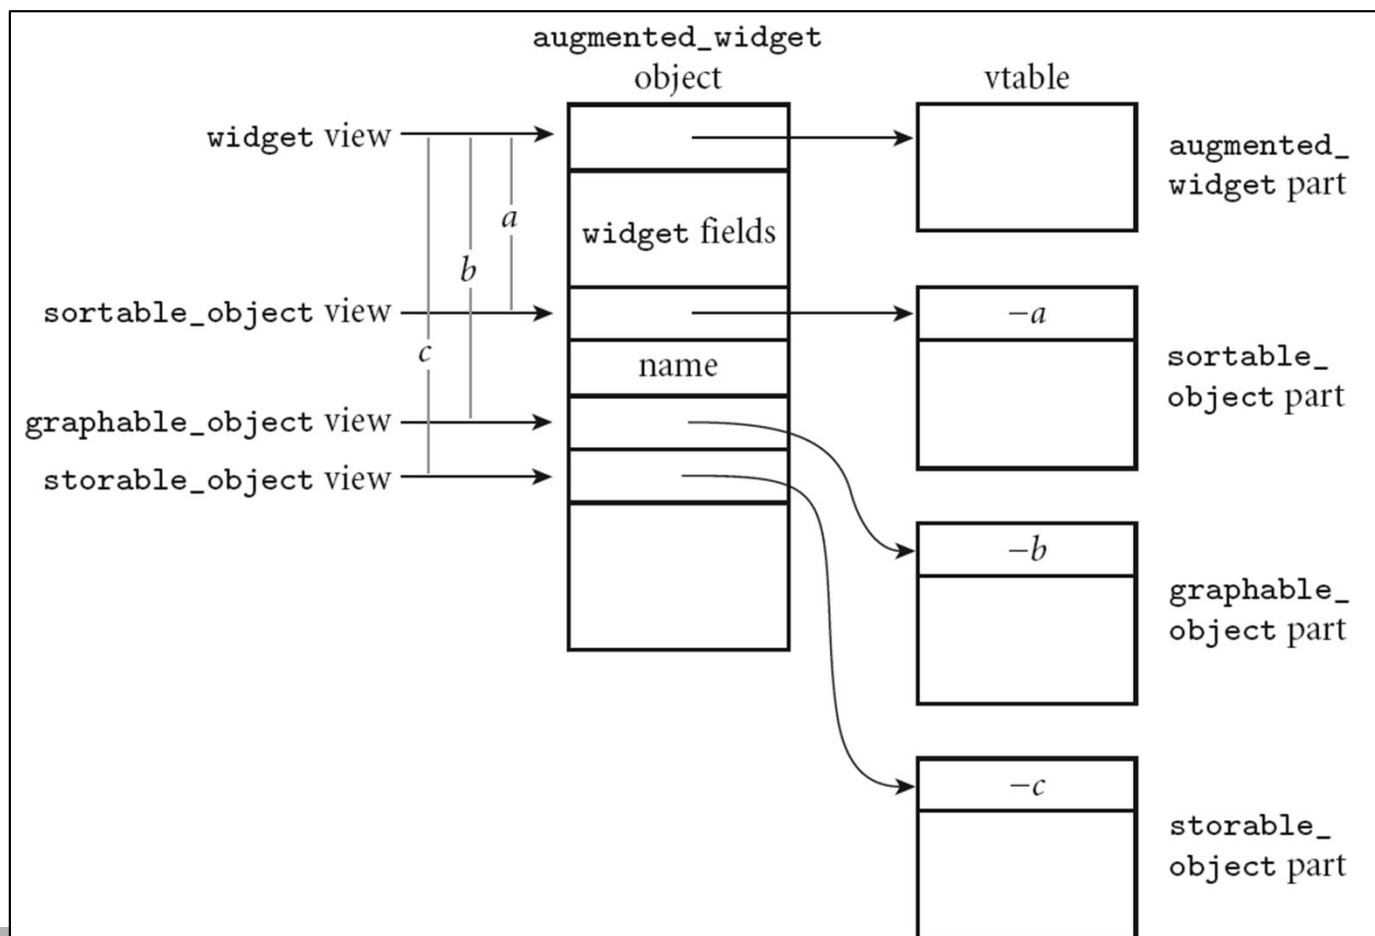 augmented_widget
object
vtable
widget view
augmented_
widget part
a
widget fields
b
sortable_object view
−a
c
name
sortable_
object part
graphable_object view
storable_object view
−b
graphable_
object part
−c
storable_
object part